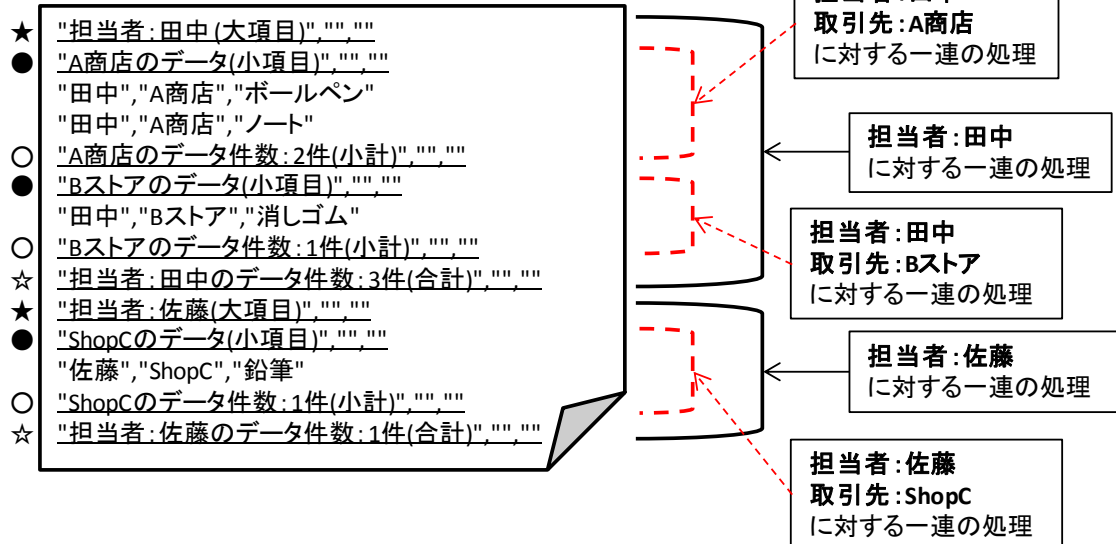 ★ "担当者:田中(大項目)","",""
● "A商店のデータ(小項目)","",""
"田中","A商店","ボールペン"
"田中","A商店","ノート"
○ "A商店のデータ件数:2件(小計)","",""
● "Bストアのデータ(小項目)","",""
"田中","Bストア","消しゴム"
○ "Bストアのデータ件数:1件(小計)","",""
☆ "担当者:田中のデータ件数:3件(合計)","",""
★ "担当者:佐藤(大項目)","",""
● "ShopCのデータ(小項目)","",""
"佐藤","ShopC","鉛筆"
○ "ShopCのデータ件数:1件(小計)","",""
☆ "担当者:佐藤のデータ件数:1件(合計)","",""
取引先:A商店
に対する一連の処理
担当者:田中
に対する一連の処理
担当者:田中
取引先:Bストア
に対する一連の処理
担当者:佐藤
に対する一連の処理
担当者:佐藤
取引先:ShopC
に対する一連の処理